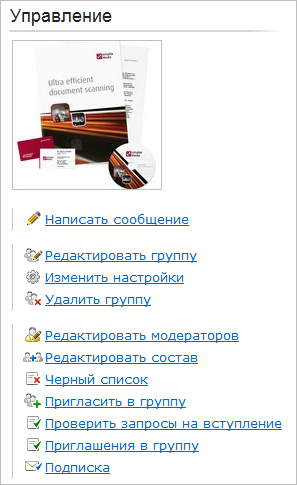 Управление
Ultra efficient
document scanning
Написать сообщение
Редактировать группу
Изменить настройки
Удалить группу
Редактировать модераторов
Редактировать состав
Черный список
Пригласить в группу
Проверить запросы на вступление
Приглашения в группу
Подписка